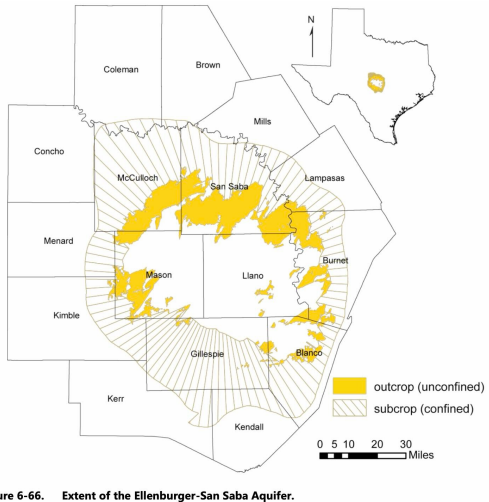 N
Coleman
Brown
Mills
Concho
McCulloch
San Saba
Lampasas
Menard
Mason
Llano
Burnet
Kimble
Gillespie
Blanco
Kerr
Kendall
outcrop (unconfined)
subcrop (confined)
0 5 10 20 30
Miles
ure 6-66. Extent of the Ellenburger-San Saba Aquifer.